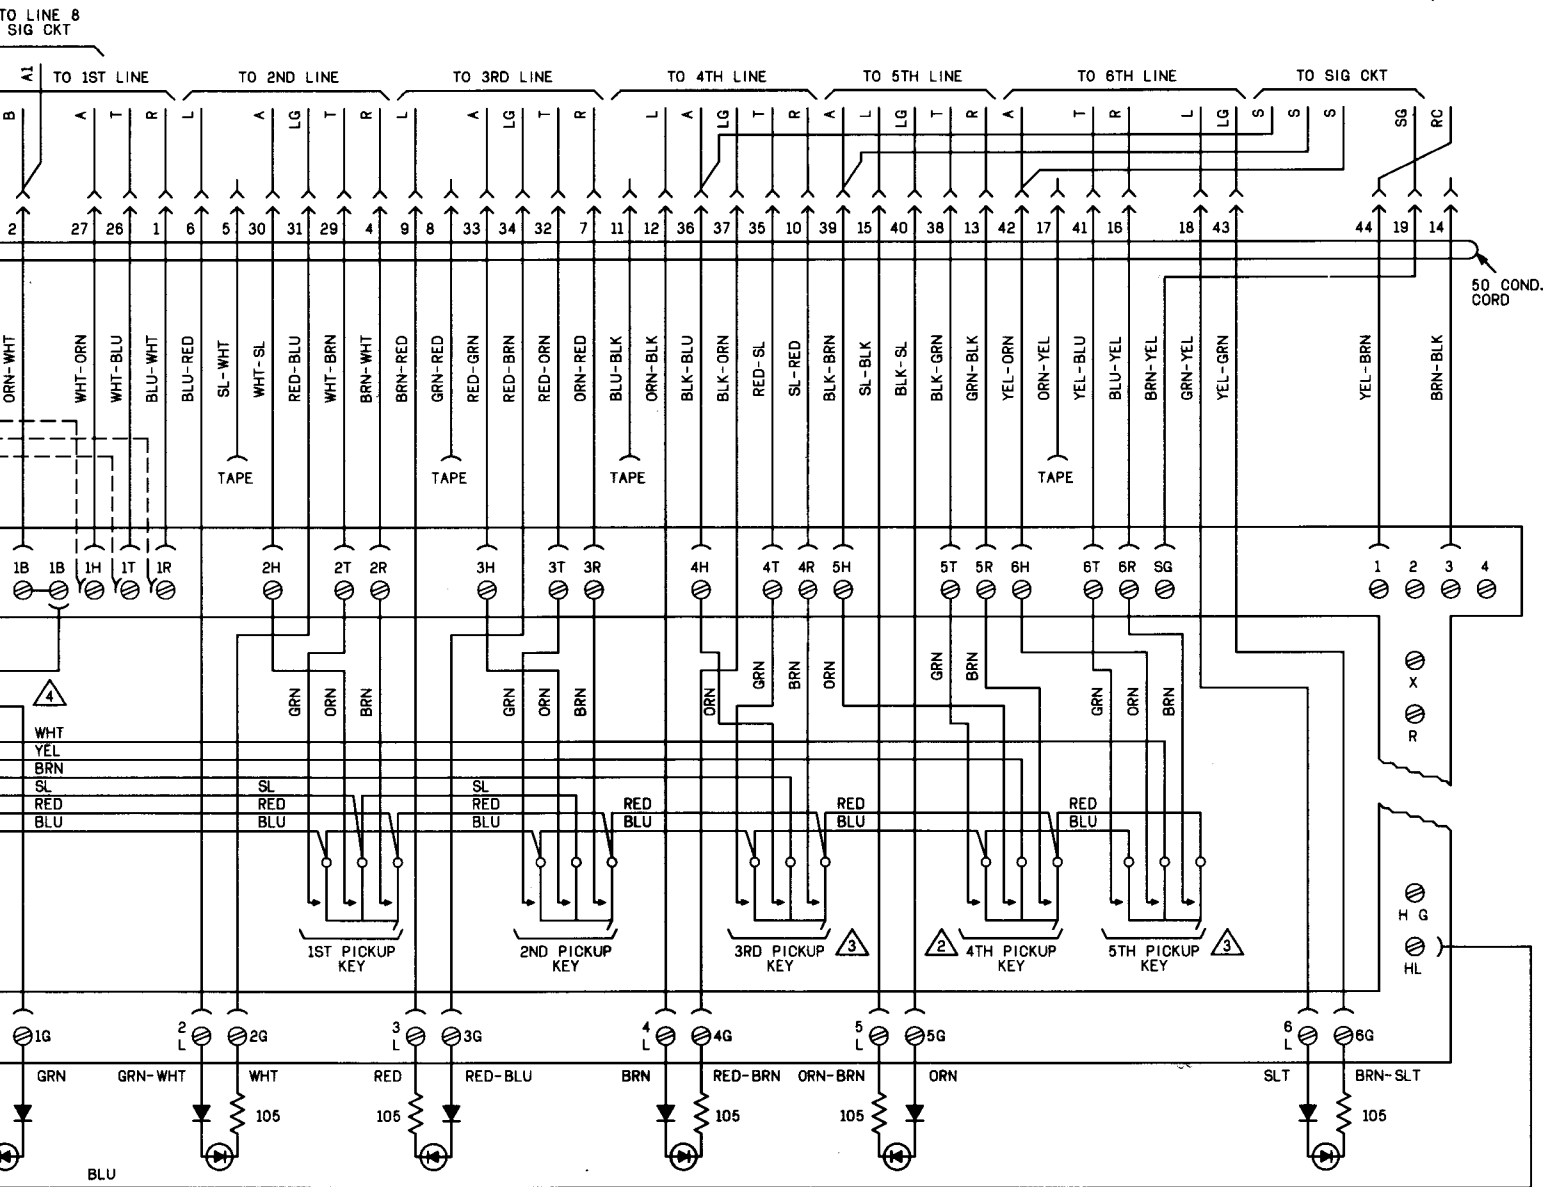 TO LINE 8
SIG CKT
A1
TO 1ST LINE
TO 2ND LINE
TO 3RD LINE
TO 4TH LINE
TO 5TH LINE
TO 6TH LINE
TO SIG CKT
B A T R L A LG T R L A LG T R L A LG T R A L LG T R A T R L LG S S S SG RC
2 27 26 1 6 5 30 31 29 4 9 8 33 34 32 7 11 12 36 37 35 10 39 15 40 38 13 42 17 41 16 18 43 44 19 14
50 COND.
CORD
ORN-WHT
WHT-ORN
WHT-BLU
BLU-WHT
BLU-RED
SL-WHT
WHT-SL
RED-BLU
WHT-BRN
BRN-WHT
BRN-RED
GRN-RED
RED-GRN
RED-BRN
RED-ORN
ORN-RED
BLU-BLK
ORN-BLK
BLK-BLU
BLK-ORN
RED-SL
SL-RED
BLK-BRN
SL-BLK
BLK-SL
BLK-GRN
GRN-BLK
YEL-ORN
ORN-YEL
YEL-BLU
BLU-YEL
BRN-YEL
GRN-YEL
YEL-GRN
YEL-BRN
BRN-BLK
TAPE TAPE TAPE TAPE
1B 1B 1H 1T 1R 2H 2T 2R 3H 3T 3R 4H 4T 4R 5H 5T 5R 6H 6T 6R SG 1 2 3 4
GRN ORN BRN GRN ORN BRN ORN GRN BRN ORN GRN BRN GRN ORN BRN
X
R
4
WHT
YEL
BRN
SL SL SL
RED RED RED RED RED RED
BLU BLU BLU BLU BLU BLU
H G
HL
1ST PICKUP
KEY
2ND PICKUP
KEY
3RD PICKUP
KEY
3
2
4TH PICKUP
KEY
5TH PICKUP
KEY
3
1G 2 L 2G 3 L 3G 4 L 4G 5 L 5G 6 L 6G
GRN GRN-WHT WHT RED RED-BLU BRN RED-BRN ORN-BRN ORN SLT BRN-SLT
105 105 105 105 105
BLU